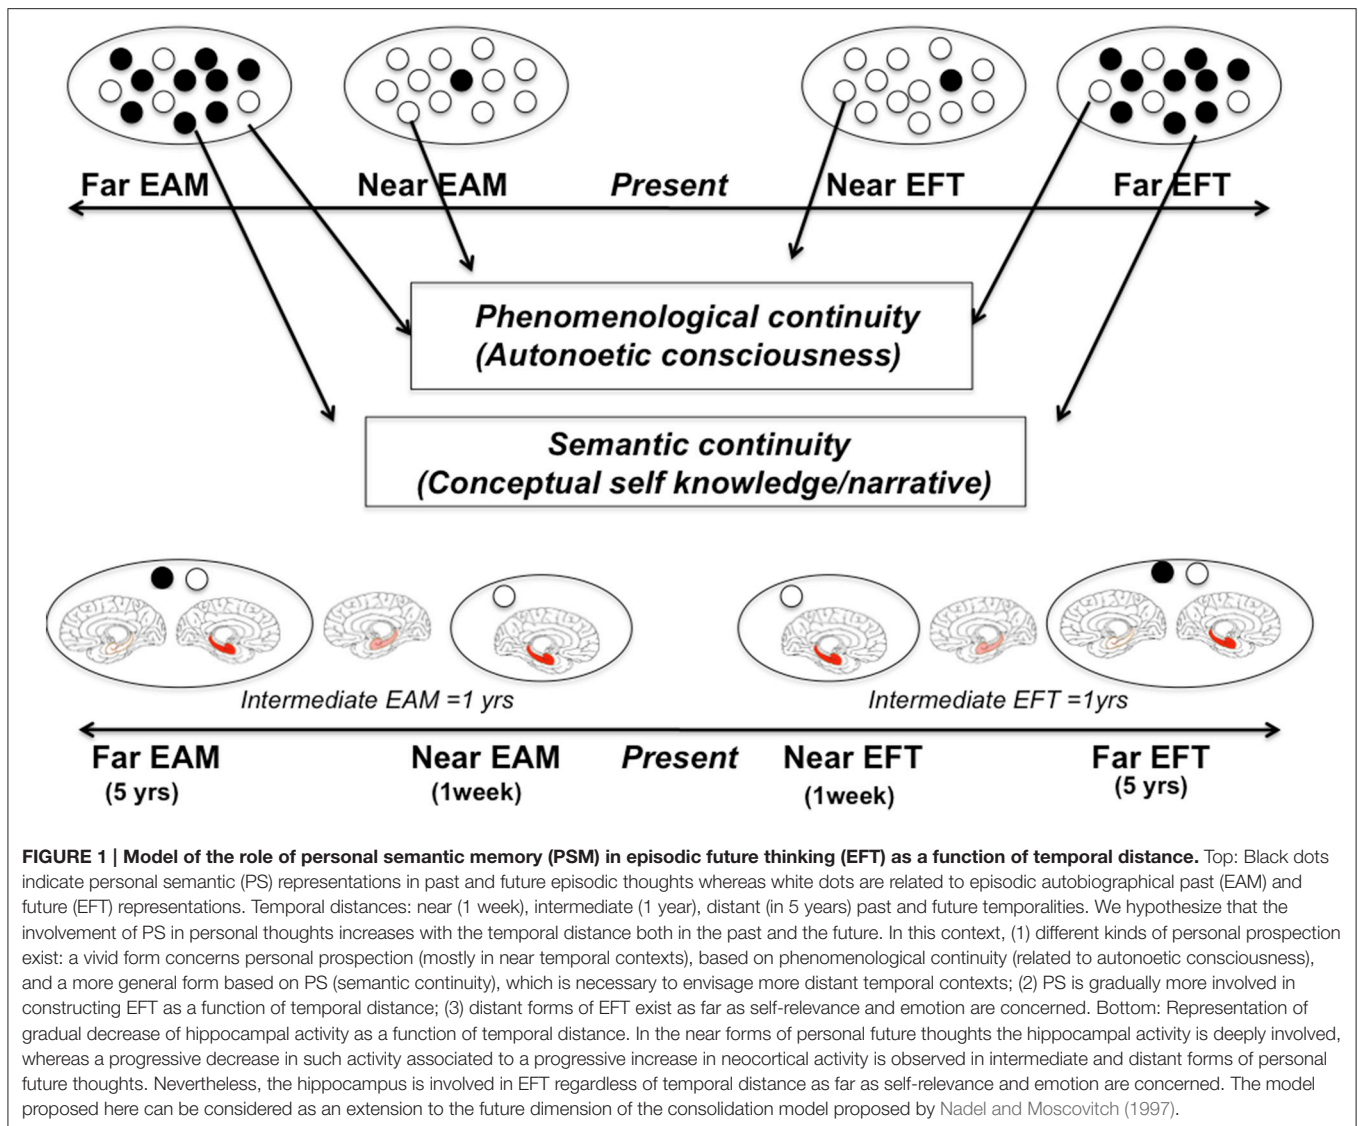 Far EAM Near EAM Present Near EFT Far EFT
Phenomenological continuity
(Autonoetic consciousness)
Semantic continuity
(Conceptual self knowledge/narrative)
Intermediate EAM =1 yrs Intermediate EFT =1yrs
Far EAM Near EAM Present Near EFT Far EFT
(5 yrs) (1week) (1week) (5 yrs)
FIGURE 1 | Model of the role of personal semantic memory (PSM) in episodic future thinking (EFT) as a function of temporal distance. Top: Black dots
indicate personal semantic (PS) representations in past and future episodic thoughts whereas white dots are related to episodic autobiographical past (EAM) and
future (EFT) representations. Temporal distances: near (1 week), intermediate (1 year), distant (in 5 years) past and future temporalities. We hypothesize that the
involvement of PS in personal thoughts increases with the temporal distance both in the past and the future. In this context, (1) different kinds of personal prospection
exist: a vivid form concerns personal prospection (mostly in near temporal contexts), based on phenomenological continuity (related to autonoetic consciousness),
and a more general form based on PS (semantic continuity), which is necessary to envisage more distant temporal contexts; (2) PS is gradually more involved in
constructing EFT as a function of temporal distance; (3) distant forms of EFT exist as far as self-relevance and emotion are concerned. Bottom: Representation of
gradual decrease of hippocampal activity as a function of temporal distance. In the near forms of personal future thoughts the hippocampal activity is deeply involved,
whereas a progressive decrease in such activity associated to a progressive increase in neocortical activity is observed in intermediate and distant forms of personal
future thoughts. Nevertheless, the hippocampus is involved in EFT regardless of temporal distance as far as self-relevance and emotion are concerned. The model
proposed here can be considered as an extension to the future dimension of the consolidation model proposed by Nadel and Moscovitch (1997).